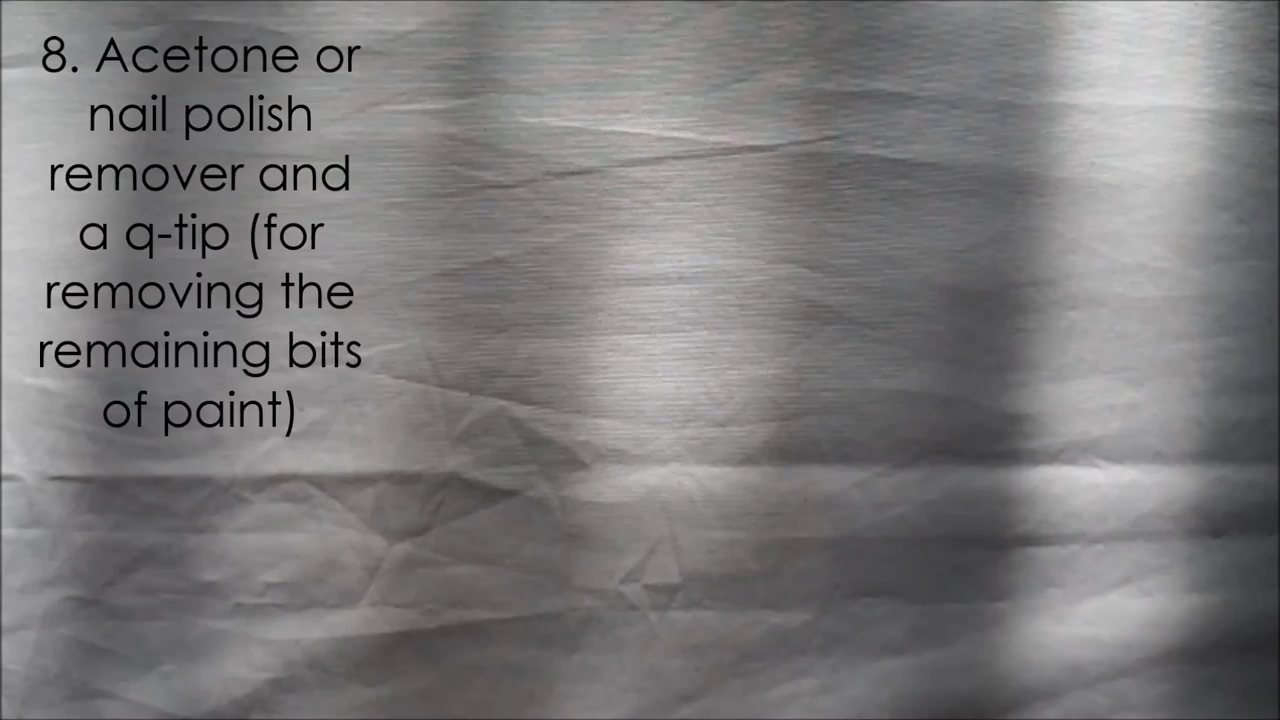 8. Acetone or
nail polish
remover and
a q-tip (for
removing the
remaining bits
of paint)